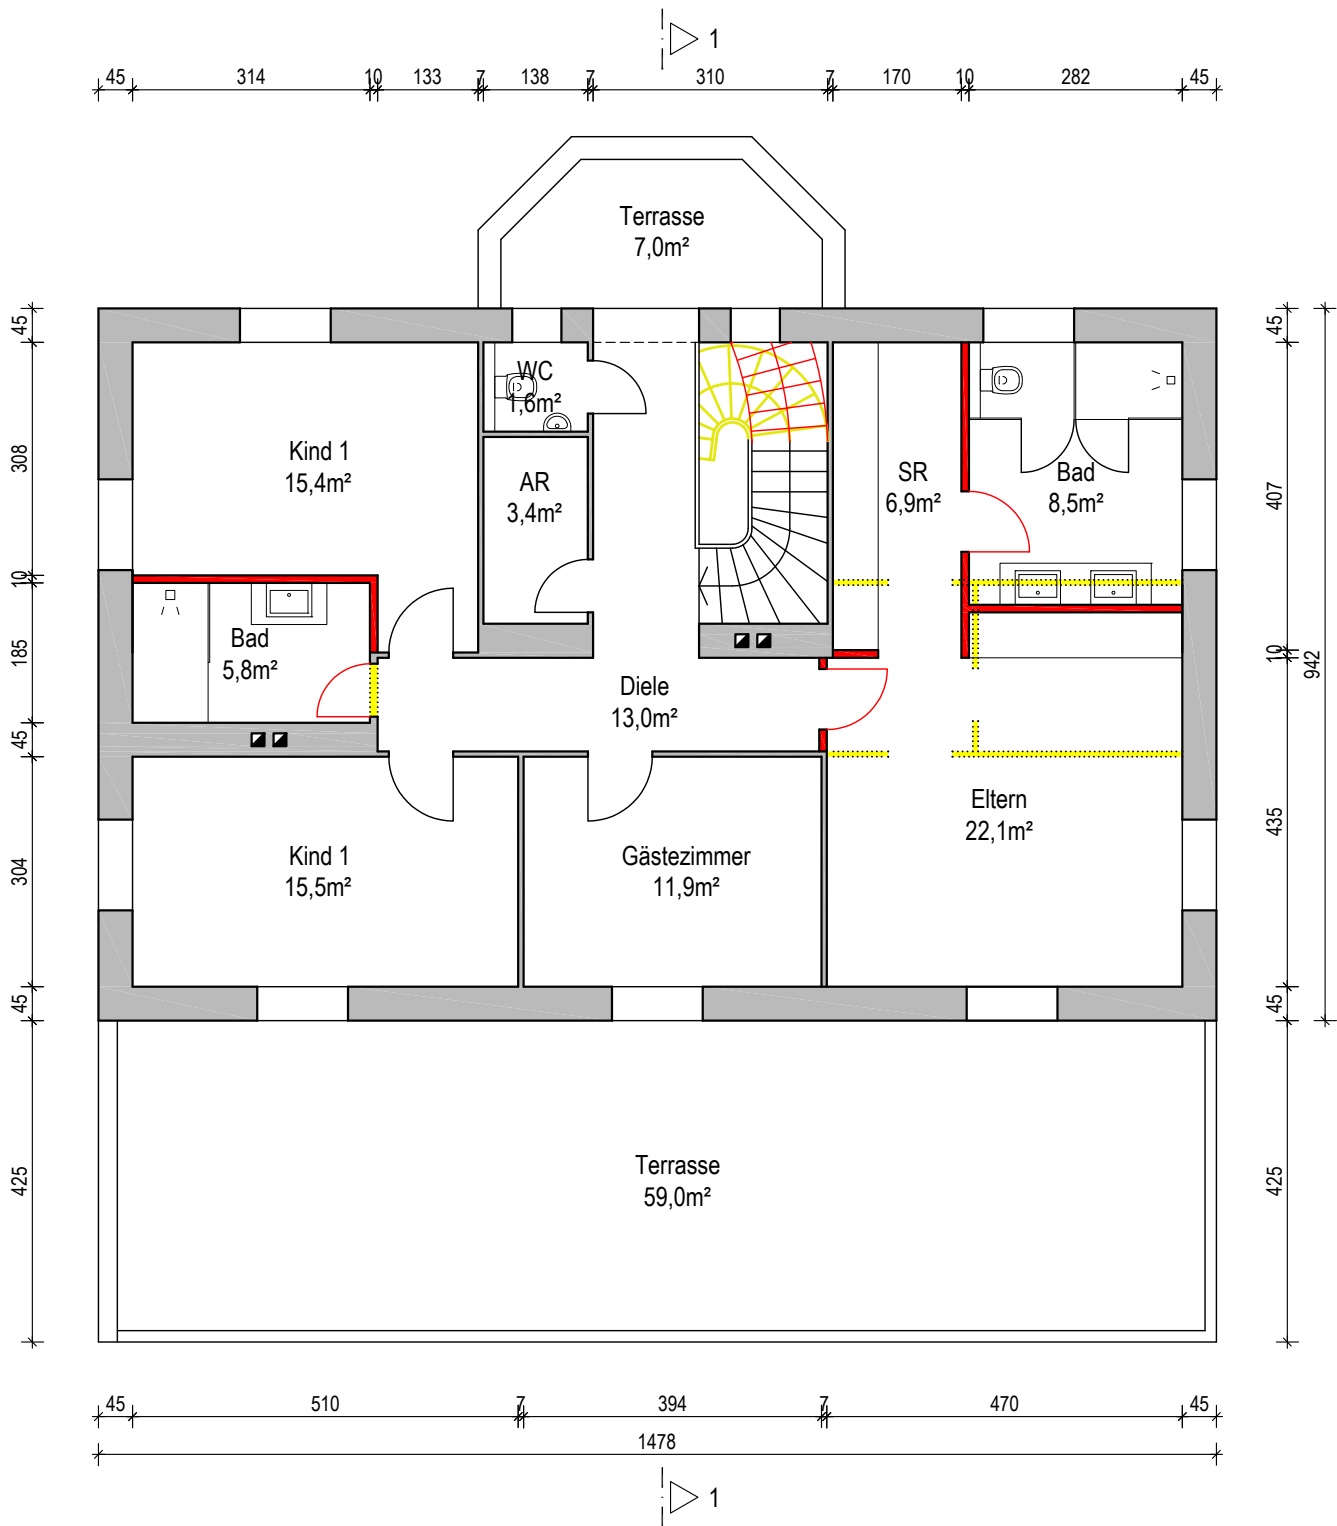 1
45 314 10 133 7 138 7 310 7 170 10 282 45
Terrasse
7,0m²
WC
1,6m²
Kind 1
15,4m²
AR
3,4m²
SR
6,9m²
Bad
8,5m²
Bad
5,8m²
Diele
13,0m²
Eltern
22,1m²
Kind 1
15,5m²
Gästezimmer
11,9m²
Terrasse
59,0m²
45
308
10
185
45
304
45
425
45
407
10
435
45
425
942
45 510 7 394 7 470 45
1478
1